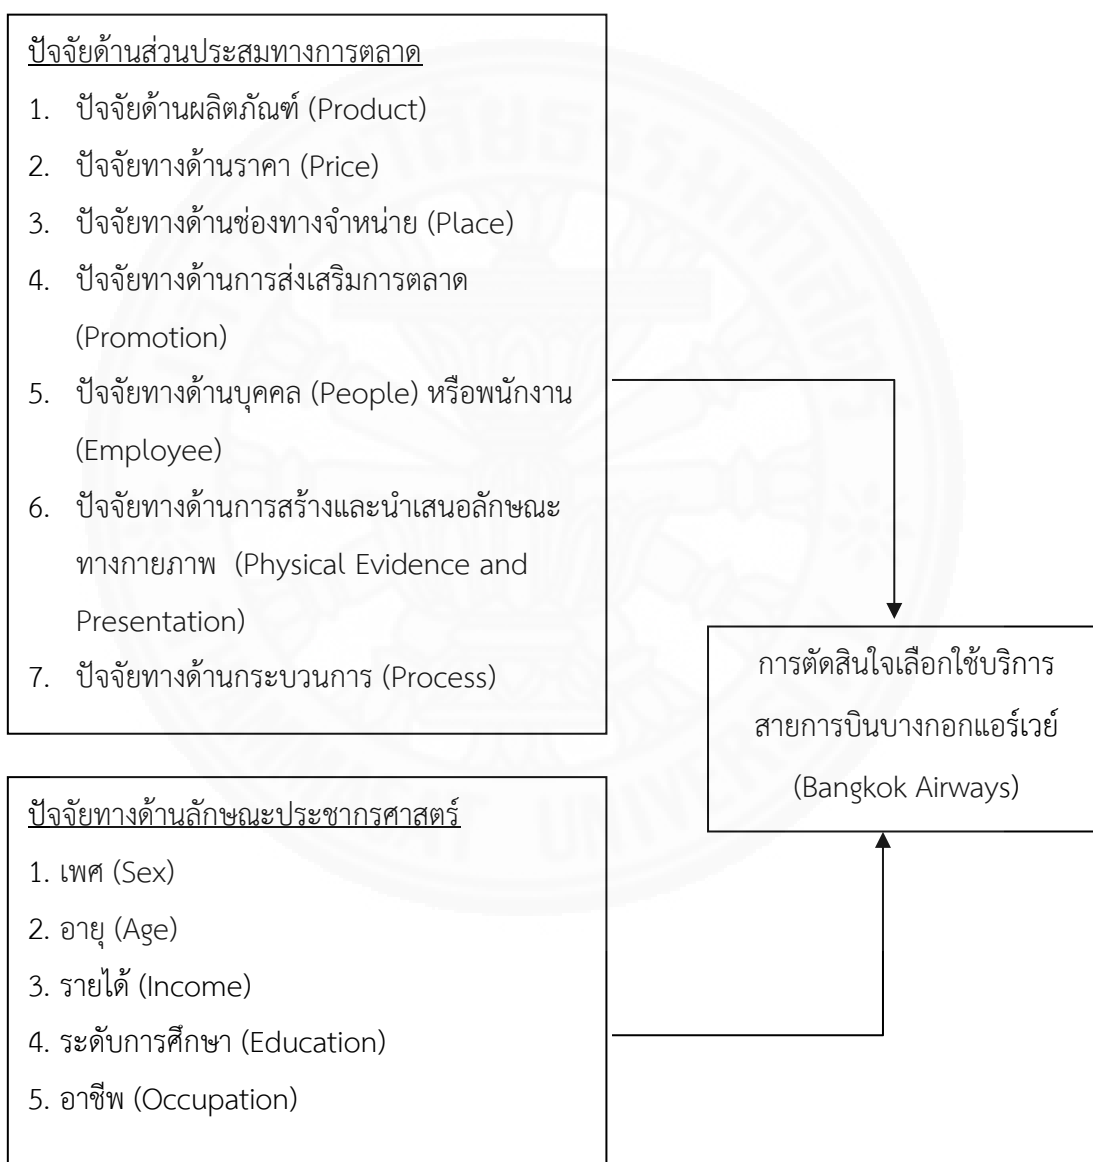 ปัจจัยด้านส่วนประสมทางการตลาด
1. ปัจจัยด้านผลิตภัณฑ์ (Product)
2. ปัจจัยทางด้านราคา (Price)
3. ปัจจัยทางด้านช่องทางจำหน่าย (Place)
4. ปัจจัยทางด้านการส่งเสริมการตลาด
(Promotion)
5. ปัจจัยทางด้านบุคคล (People) หรือพนักงาน
(Employee)
6. ปัจจัยทางด้านการสร้างและนำเสนอลักษณะ
ทางกายภาพ (Physical Evidence and
Presentation)
7. ปัจจัยทางด้านกระบวนการ (Process)
การตัดสินใจเลือกใช้บริการ
สายการบินบางกอกแอร์เวย์
(Bangkok Airways)
ปัจจัยทางด้านลักษณะประชากรศาสตร์
1. เพศ (Sex)
2. อายุ (Age)
3. รายได้ (Income)
4. ระดับการศึกษา (Education)
5. อาชีพ (Occupation)